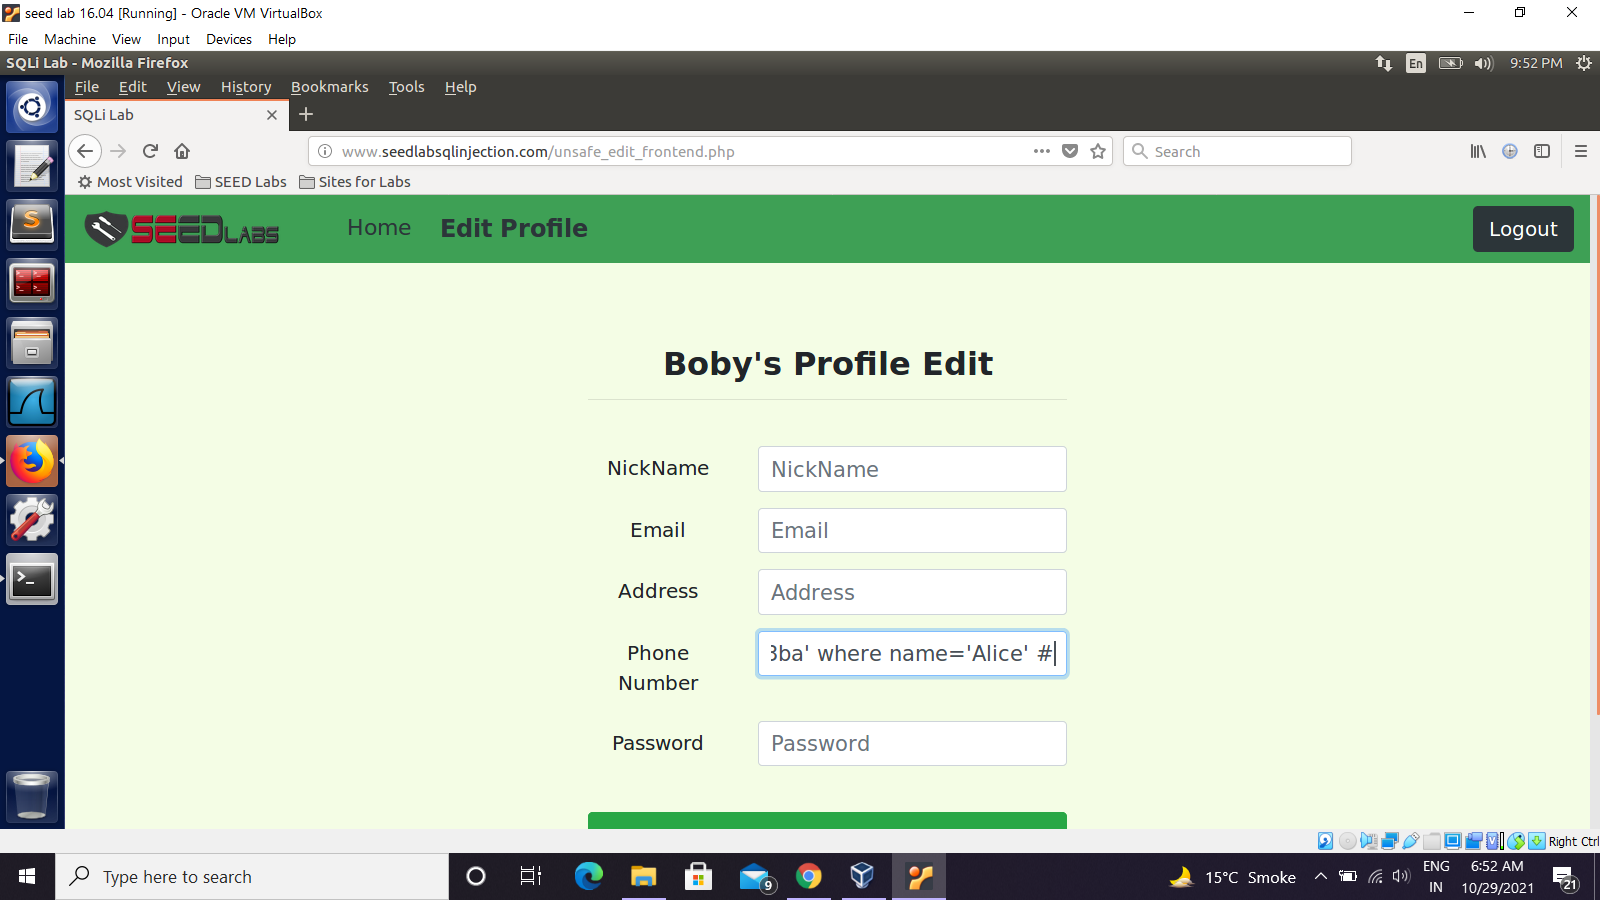 seed lab 16.04 [Running] - Oracle VM VirtualBox
File Machine View Input Devices Help
SQLi Lab - Mozilla Firefox
En
9:52 PM
File Edit View History Bookmarks Tools Help
SQLi Lab
www.seedlabsqlinjection.com/unsafe_edit_frontend.php
Search
Most Visited SEED Labs Sites for Labs
SEEDLABS
Home
Edit Profile
Logout
Boby's Profile Edit
NickName
NickName
Email
Email
Address
Address
Phone Number
3ba' where name='Alice' #
Password
Password
Right Ctrl
Type here to search
9
15°C Smoke
ENG
IN
6:52 AM
10/29/2021
21